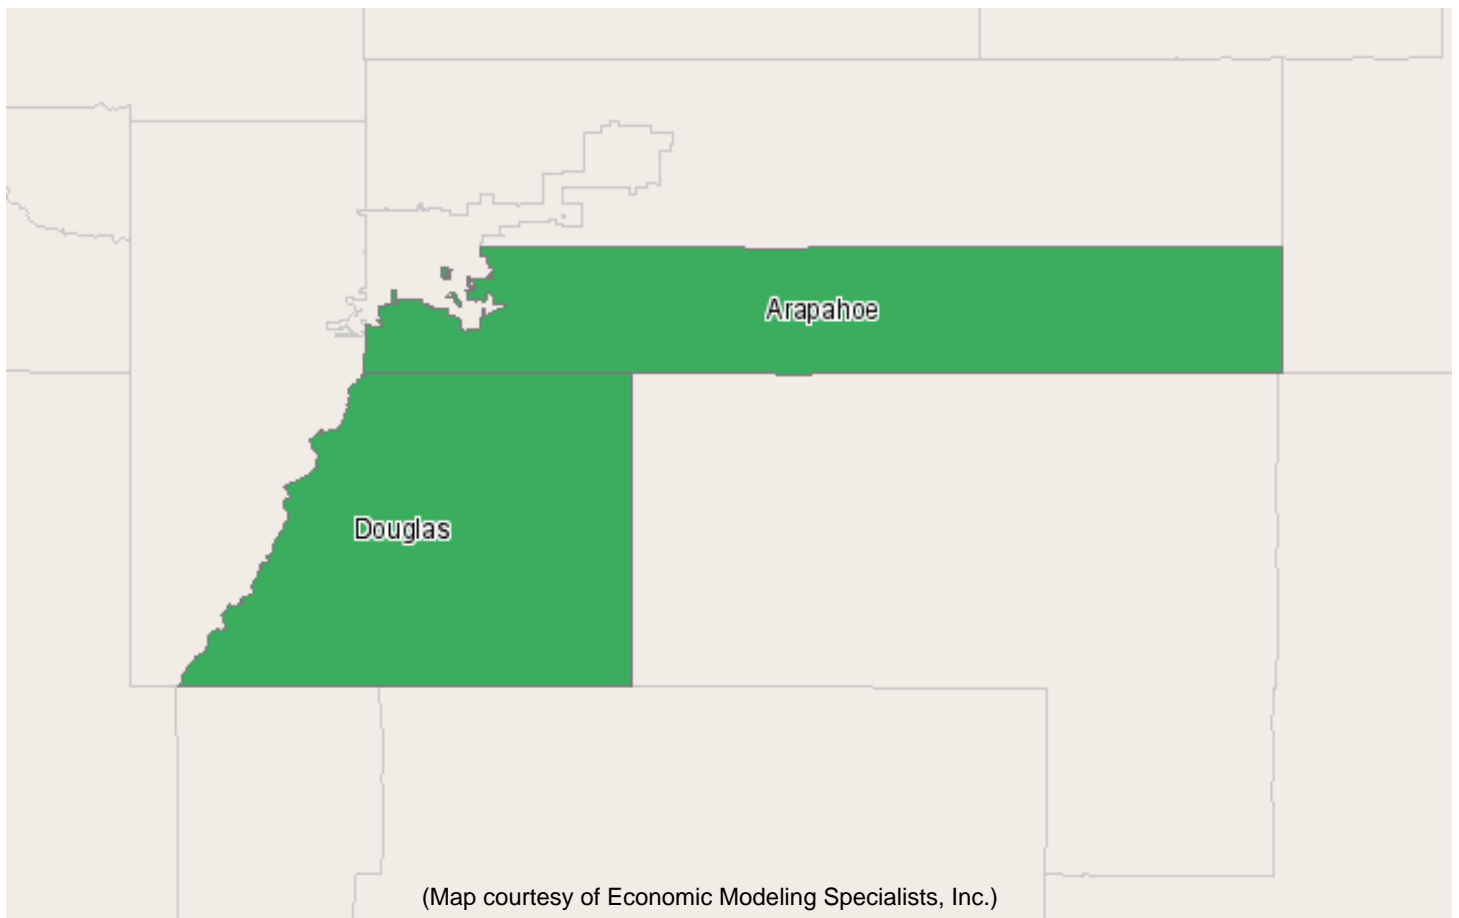 Arapahoe
Douglas
(Map courtesy of Economic Modeling Specialists, Inc.)